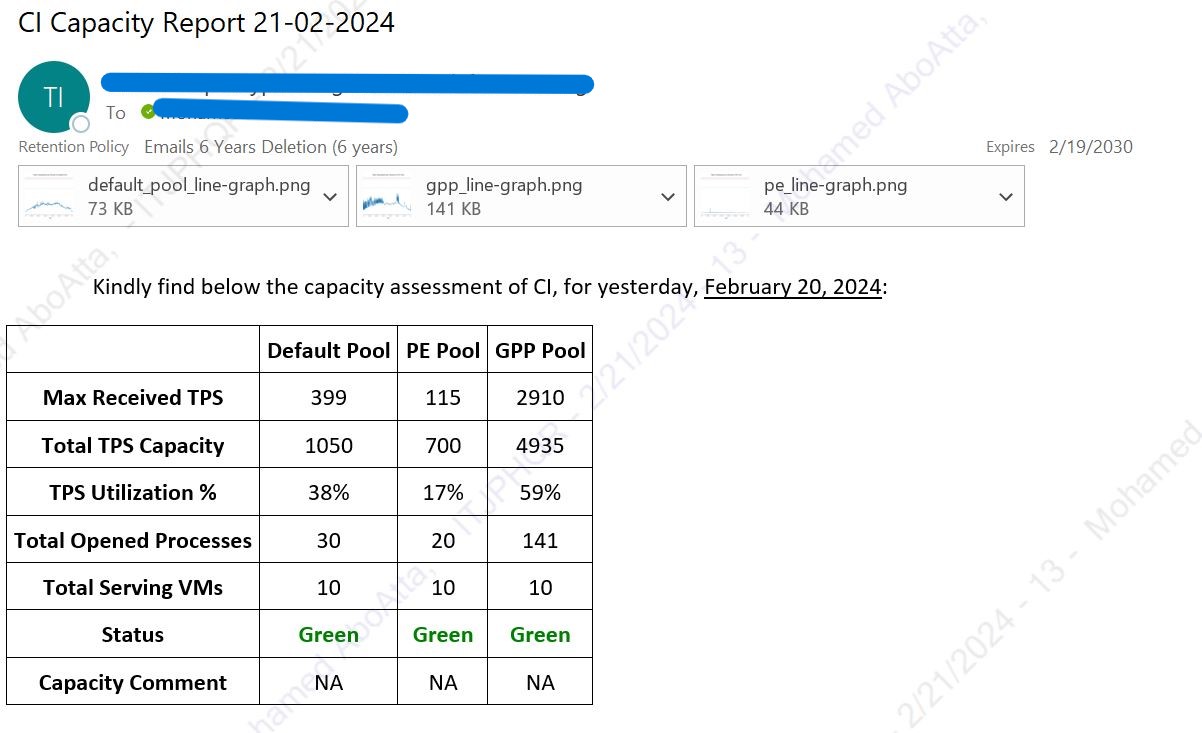 CI Capacity Report 21-02-2024
TI
To
Retention Policy Emails 6 Years Deletion (6 years) Expires 2/19/2030
default_pool_line-graph.png
73 KB
gpp_line-graph.png
141 KB
pe_line-graph.png
44 KB
Kindly find below the capacity assessment of CI, for yesterday, February 20, 2024:
Default Pool PE Pool GPP Pool
Max Received TPS 399 115 2910
Total TPS Capacity 1050 700 4935
TPS Utilization % 38% 17% 59%
Total Opened Processes 30 20 141
Total Serving VMs 10 10 10
Status Green Green Green
Capacity Comment NA NA NA
Mohamed AboAtta, - ITJPHQR - 2/21/2024 - 13 - Mohamed AboAtta,
2/21/2024 - 13 - Mohamed